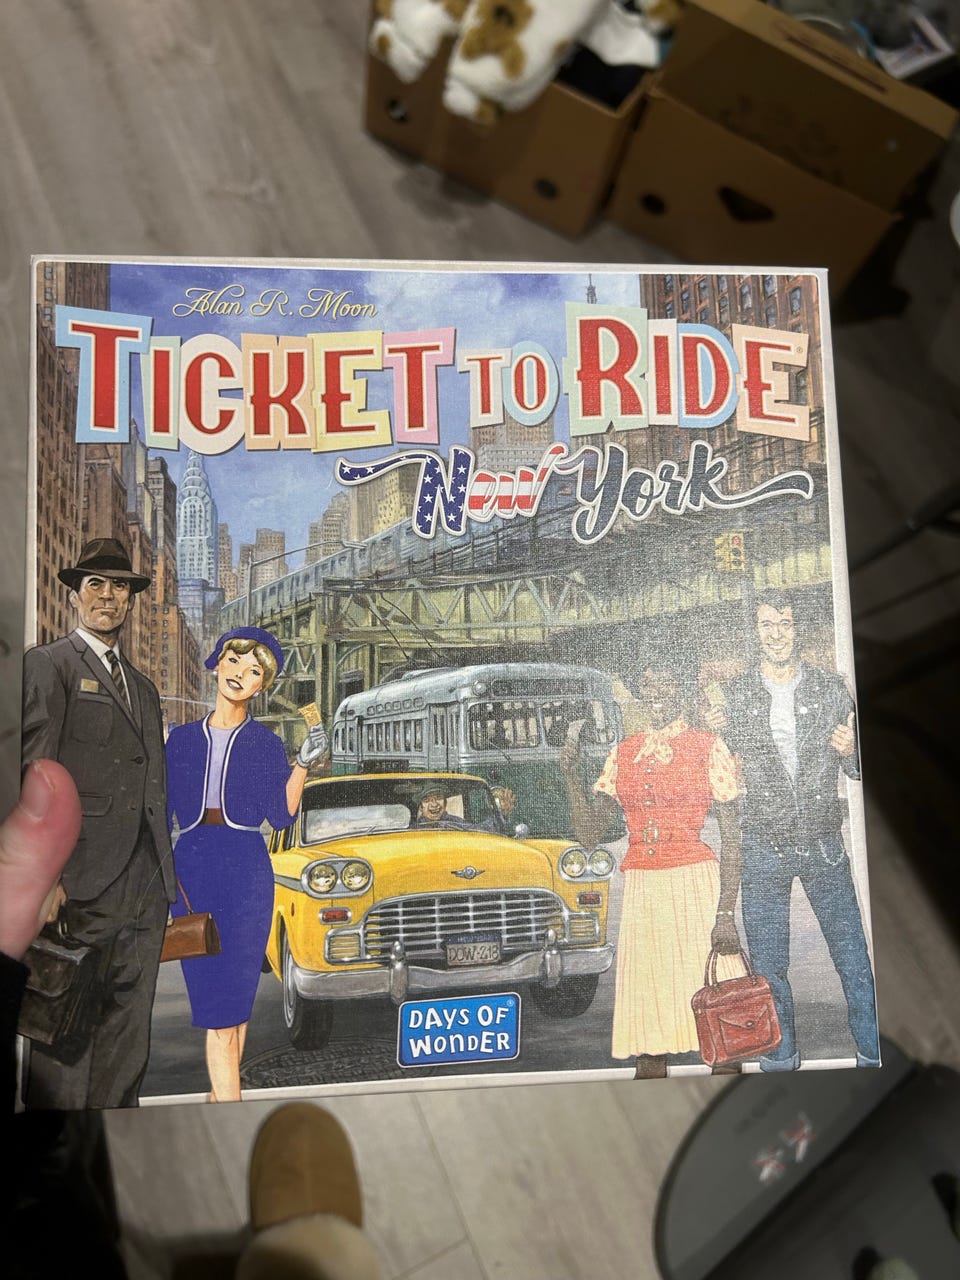 Alan R. Moon
TICKET TO RIDE®
New York
DOW-218
DAYS OF
WONDER®